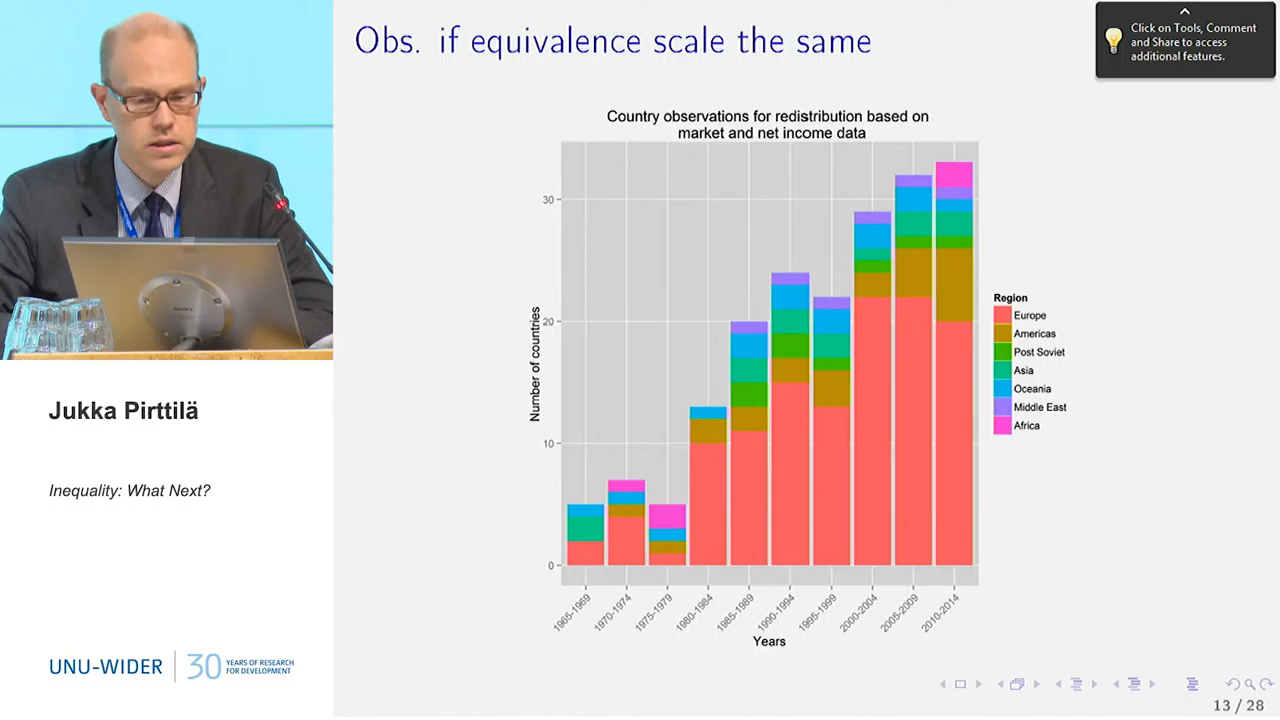 Obs. if equivalence scale the same
Click on Tools, Comment
and Share to access
additional features.
Country observations for redistribution based on
market and net income data
Number of countries
30
20
10
0
1965-1969
1970-1974
1975-1979
1980-1984
1985-1989
1990-1994
1995-1999
2000-2004
2005-2009
2010-2014
Years
Region
Europe
Americas
Post Soviet
Asia
Oceania
Middle East
Africa
13 / 28
SONY
Jukka Pirttilä
Inequality: What Next?
UNU-WIDER
30 YEARS OF RESEARCH
FOR DEVELOPMENT